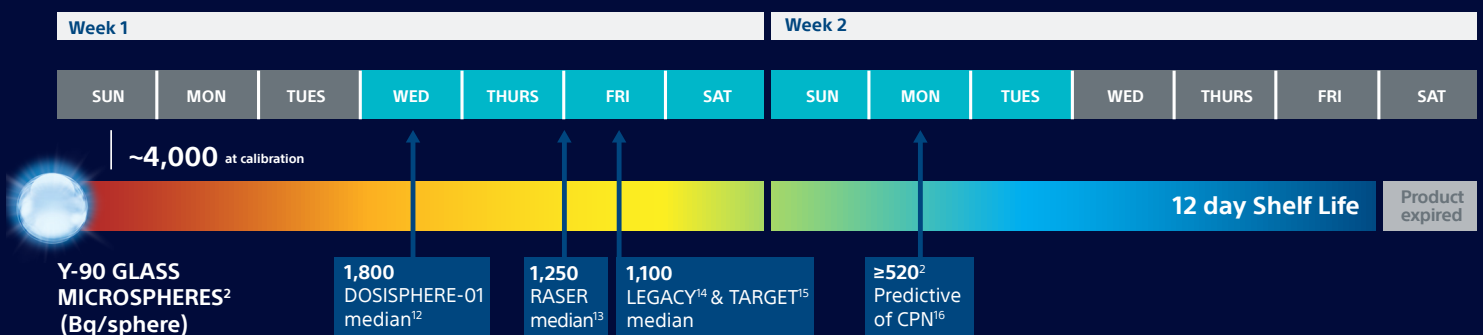 Week 1
Week 2
SUN MON TUES WED THURS FRI SAT SUN MON TUES WED THURS FRI SAT
~4,000 at calibration
12 day Shelf Life
Product
expired
Y-90 GLASS
MICROSPHERES²
(Bq/sphere)
1,800
DOSISPHERE-01
median¹²
1,250
RASER
median¹³
1,100
LEGACY¹⁴ & TARGET¹⁵
median
≥520²
Predictive
of CPN¹⁶